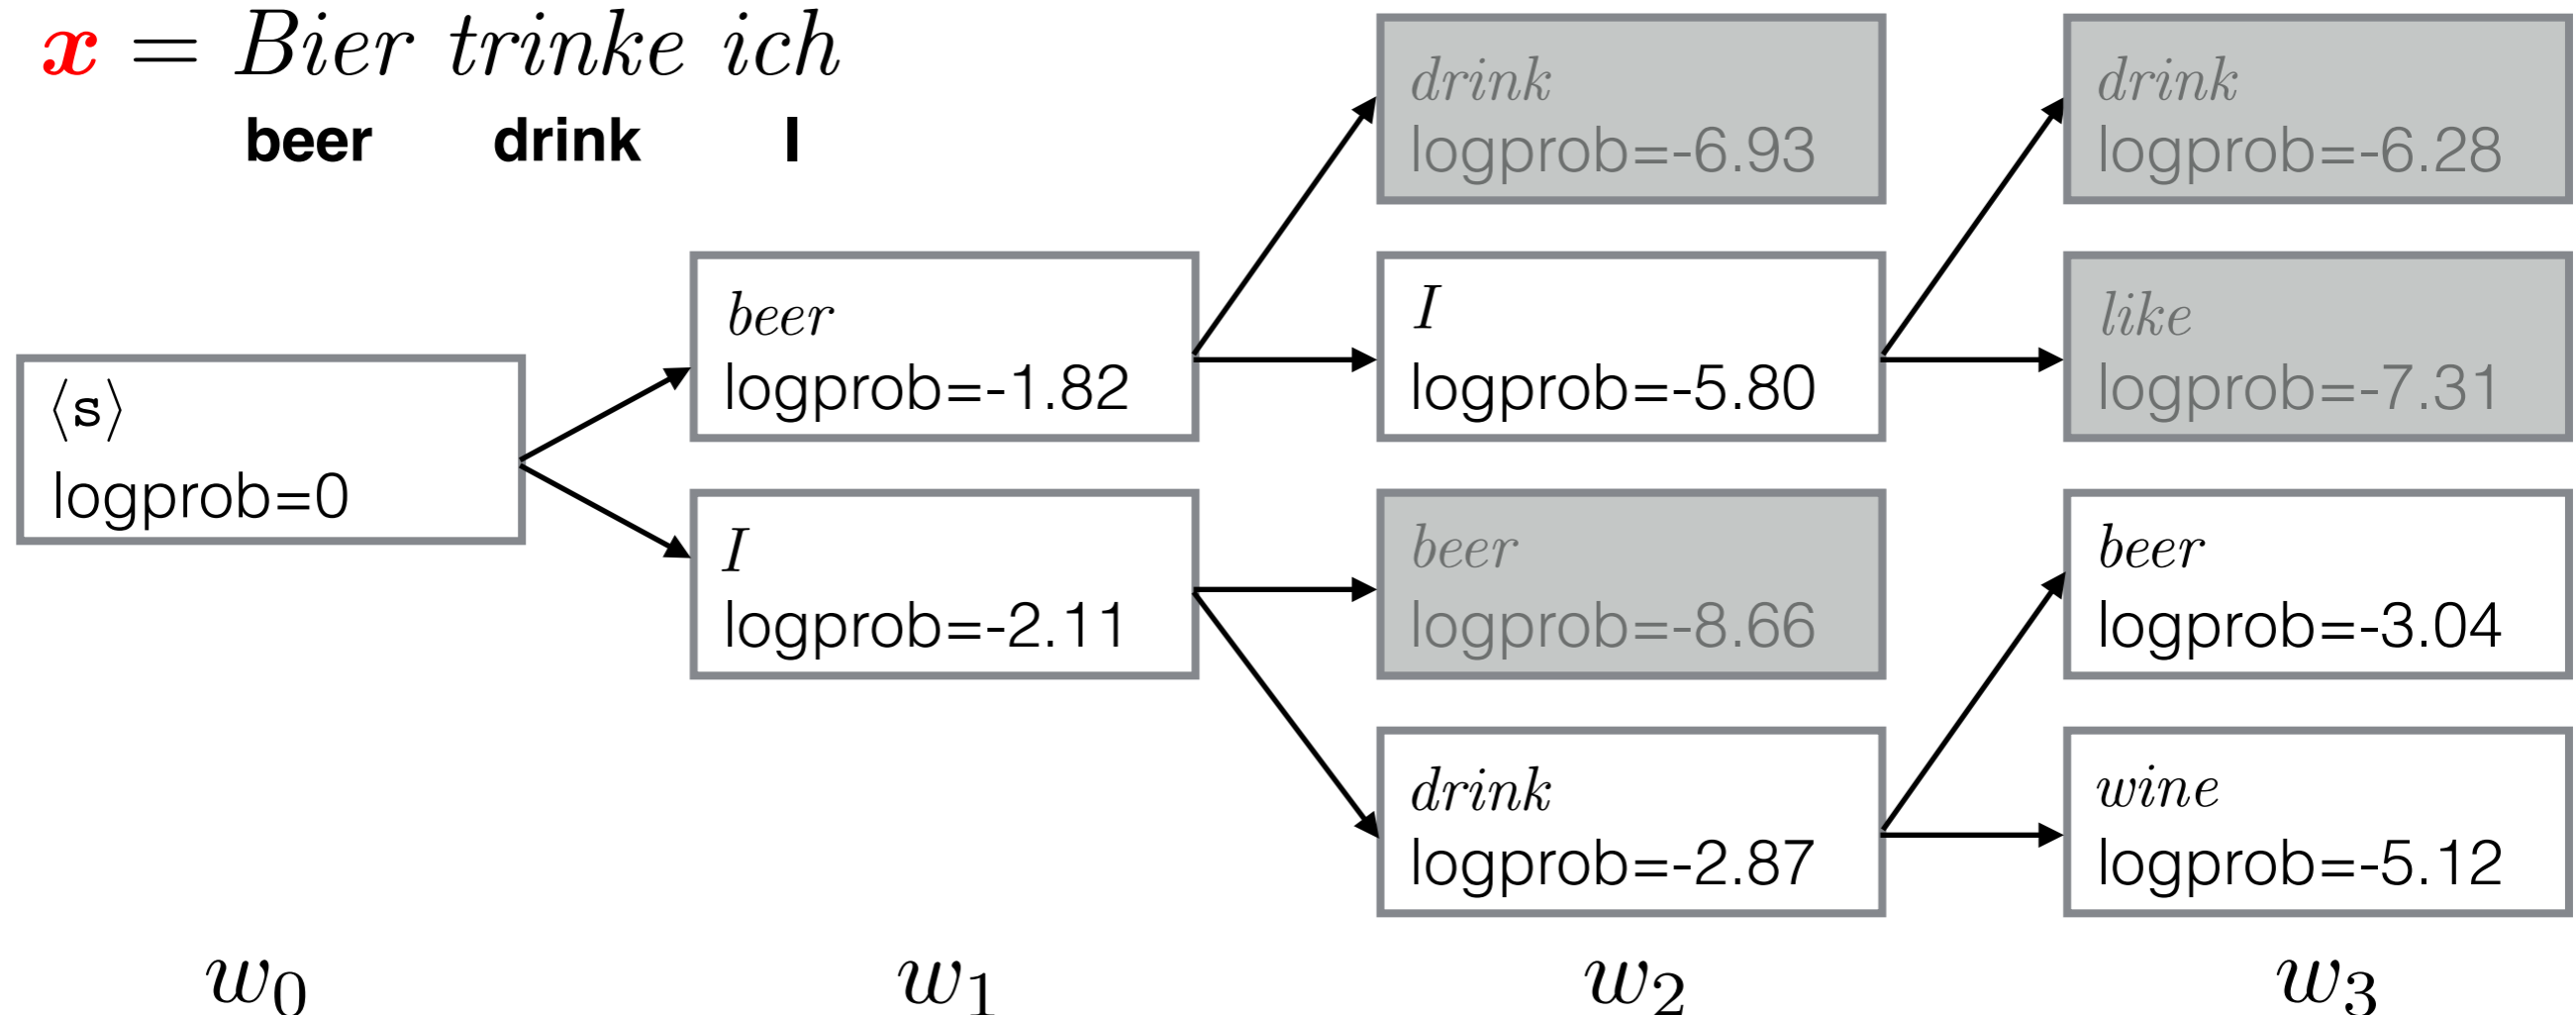 x = Bier trinke ich
beer drink I
⟨s⟩
logprob=0
beer
logprob=-1.82
I
logprob=-2.11
drink
logprob=-6.93
I
logprob=-5.80
beer
logprob=-8.66
drink
logprob=-2.87
drink
logprob=-6.28
like
logprob=-7.31
beer
logprob=-3.04
wine
logprob=-5.12
w₀ w₁ w₂ w₃